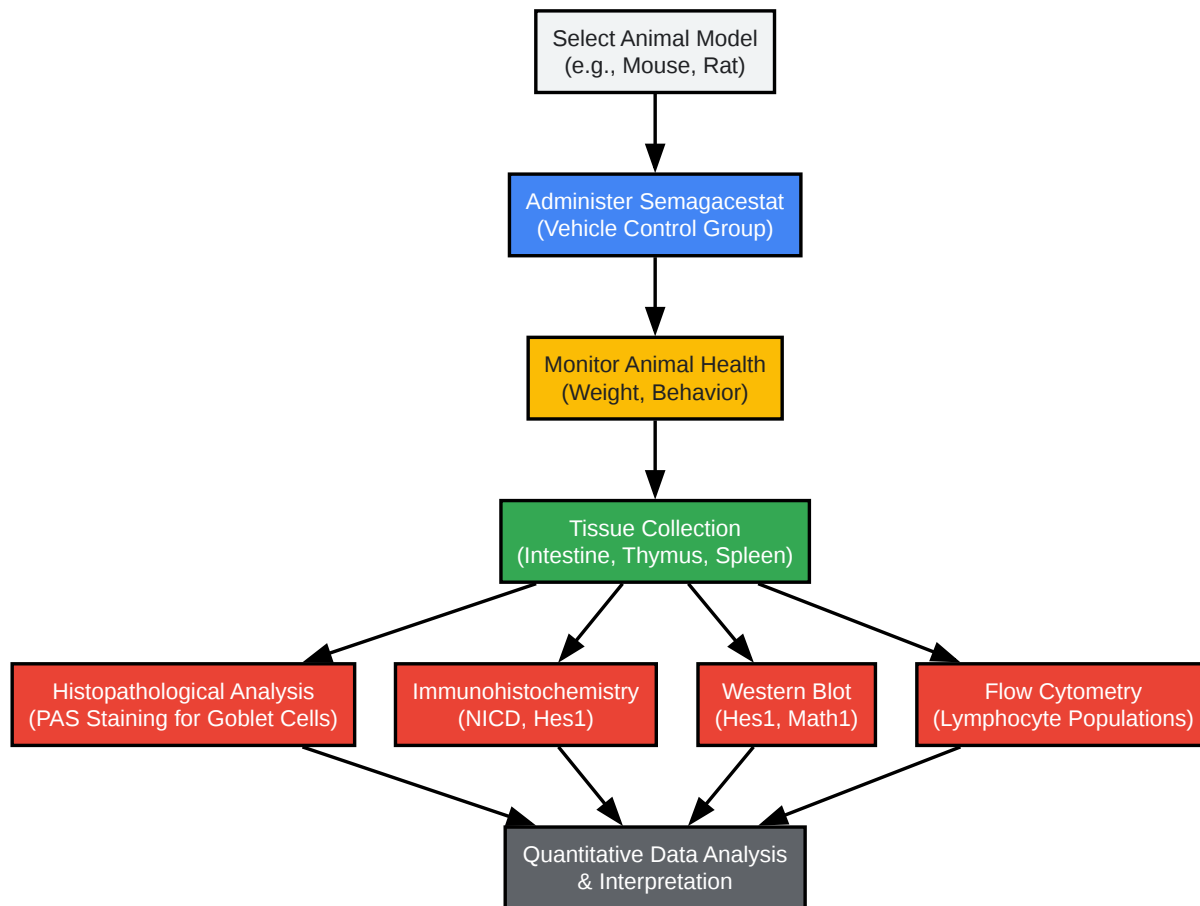 Select Animal Model
(e.g., Mouse, Rat)
Administer Semagacestat
(Vehicle Control Group)
Monitor Animal Health
(Weight, Behavior)
Tissue Collection
(Intestine, Thymus, Spleen)
Histopathological Analysis
(PAS Staining for Goblet Cells)
Immunohistochemistry
(NICD, Hes1)
Western Blot
(Hes1, Math1)
Flow Cytometry
(Lymphocyte Populations)
Quantitative Data Analysis
& Interpretation